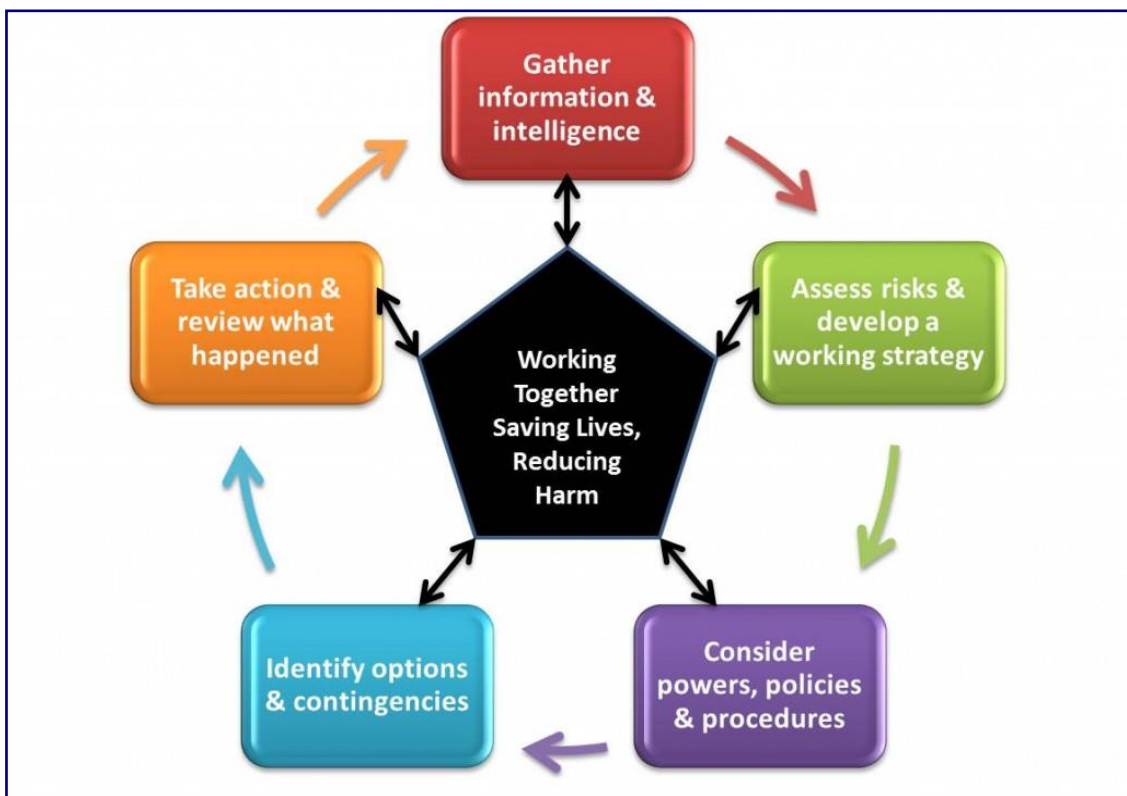 Gather
information &
intelligence
Assess risks &
develop a
working strategy
Consider
powers, policies
& procedures
Identify options
& contingencies
Take action &
review what
happened
Working
Together
Saving Lives,
Reducing
Harm